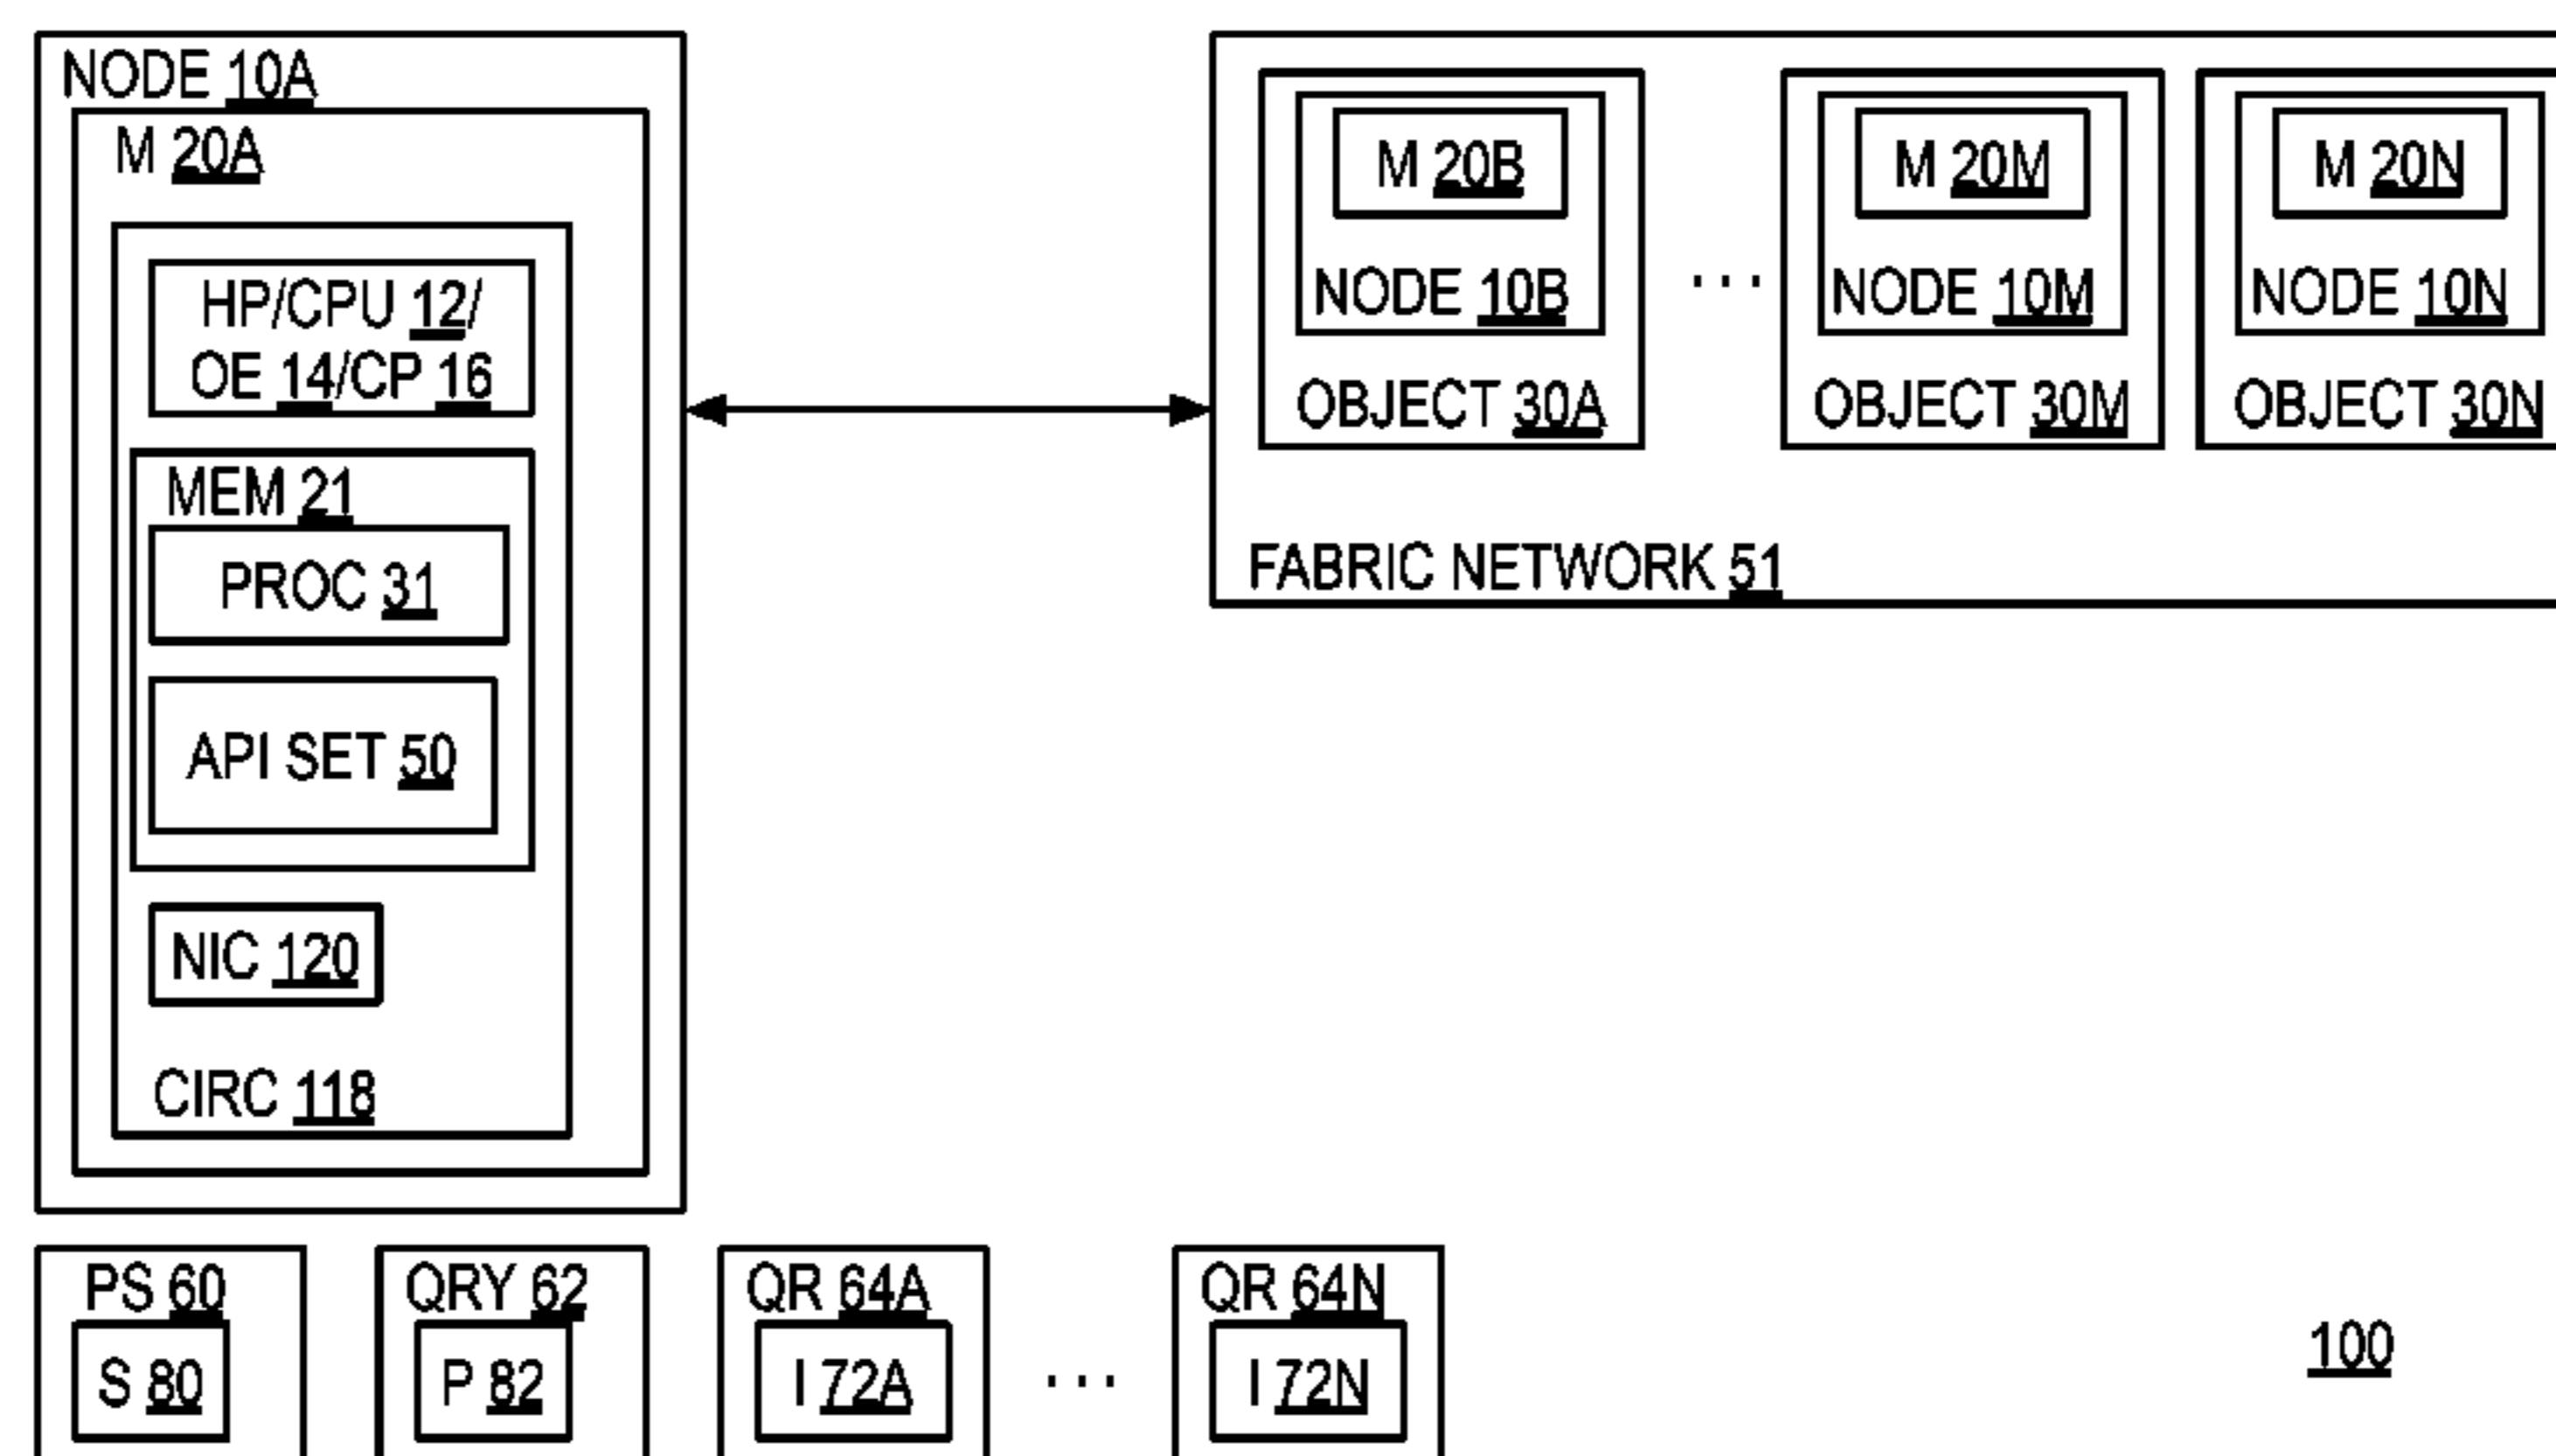 NODE 10A
M 20A
HP/CPU 12/
OE 14/CP 16
MEM 21
PROC 31
API SET 50
NIC 120
CIRC 118
M 20B
NODE 10B
OBJECT 30A
...
M 20M
NODE 10M
OBJECT 30M
M 20N
NODE 10N
OBJECT 30N
FABRIC NETWORK 51
PS 60
S 80
QRY 62
P 82
QR 64A
I 72A
...
QR 64N
I 72N
100